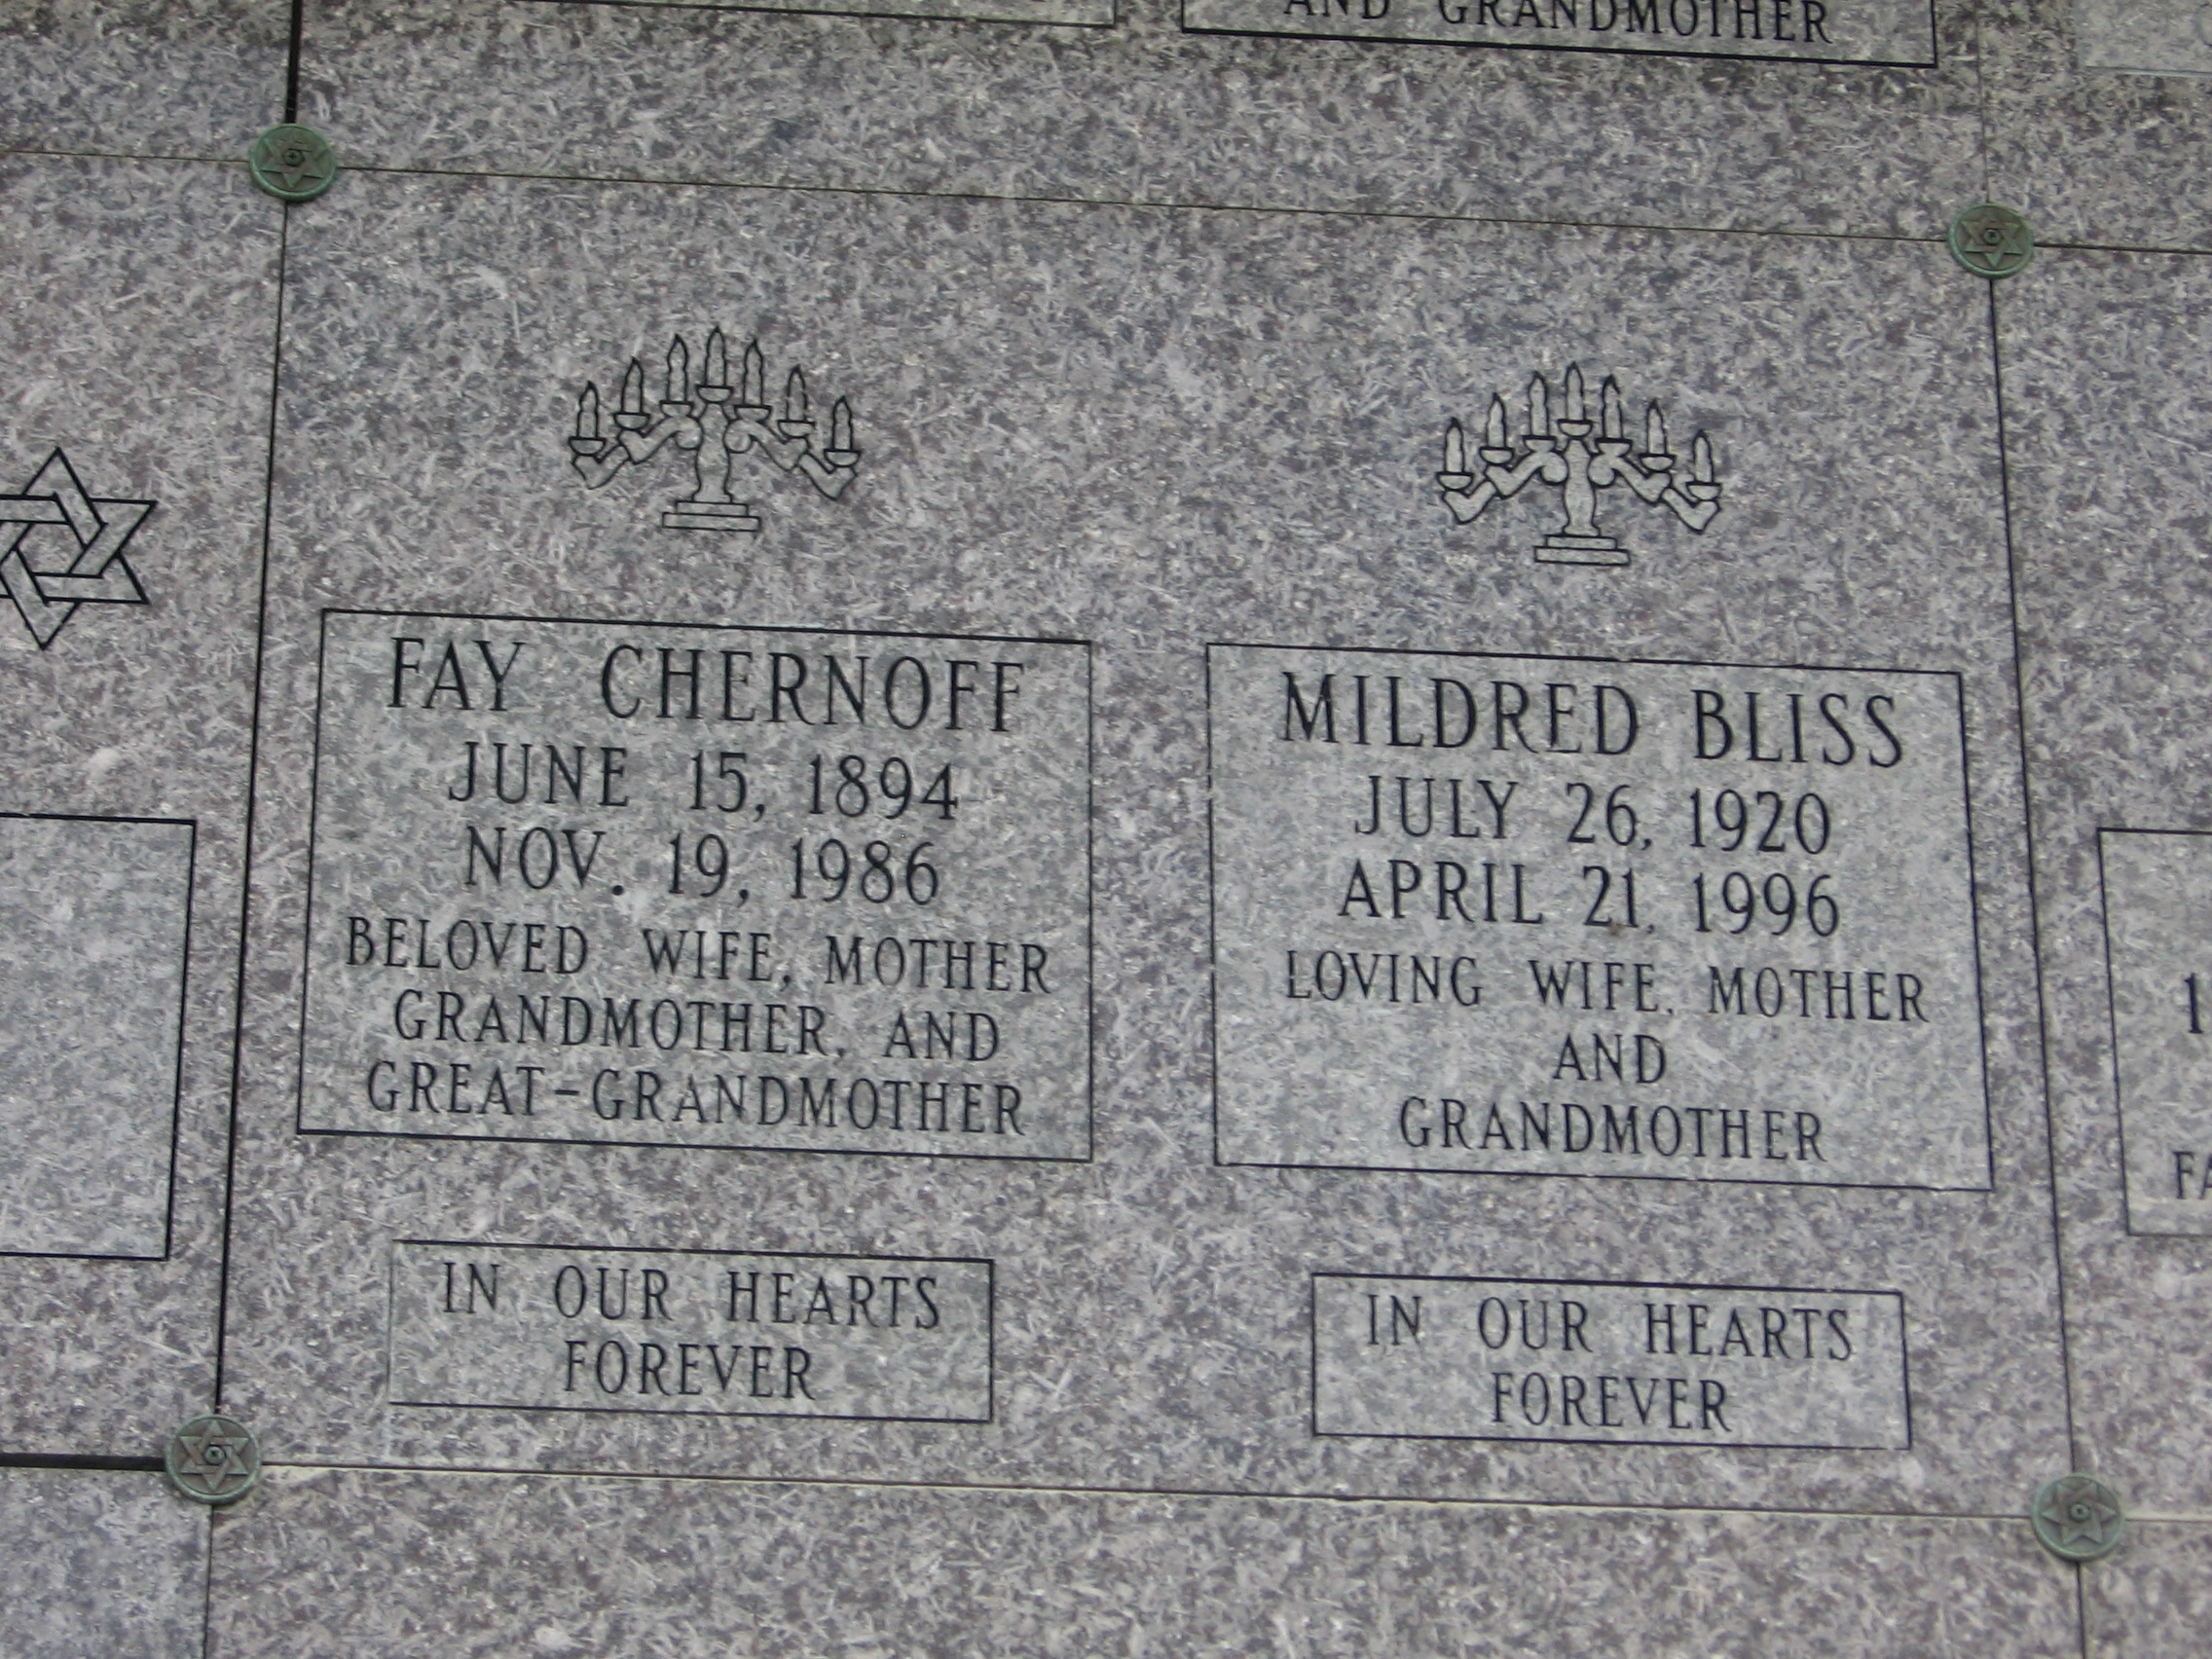 AND GRANDMOTHER
FAY CHERNOFF
JUNE 15, 1894
NOV. 19, 1986
BELOVED WIFE, MOTHER
GRANDMOTHER, AND
GREAT-GRANDMOTHER
IN OUR HEARTS
FOREVER
MILDRED BLISS
JULY 26, 1920
APRIL 21, 1996
LOVING WIFE, MOTHER
AND
GRANDMOTHER
IN OUR HEARTS
FOREVER